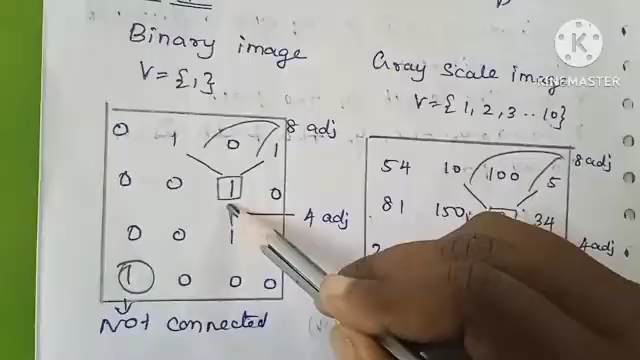 Binary image
V={1}
0 1 0 1 8 adj
0 0 1 0
4 adj
0 0 1
1 0 0 0
Not connected
Gray scale image
V={1, 2, 3 ··· 10}
54 10 100 5 8 adj
81 150 34
4 adj
K
KINEMASTER